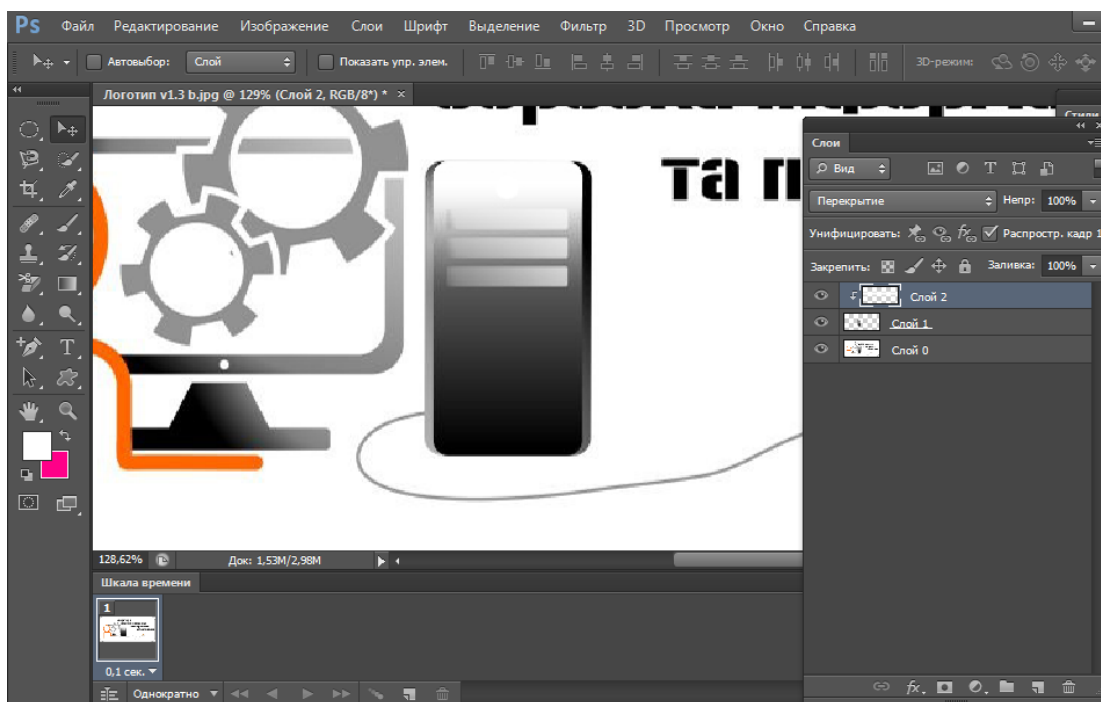 Ps Файл Редактирование Изображение Слои Шрифт Выделение Фильтр 3D Просмотр Окно Справка
Автовыбор: Слой Показать упр. элем. 3D-режим:
Логотип v1.3 b.jpg @ 129% (Слой 2, RGB/8*) * ×
Стили
та п
Слои
Вид
Перекрытие Непр: 100%
Унифицировать: Распростр. кадр 1
Закрепить: Заливка: 100%
Слой 2
Слой 1
Слой 0
128,62% Док: 1,53M/2,98M
Шкала времени
1
0,1 сек.
Однократно